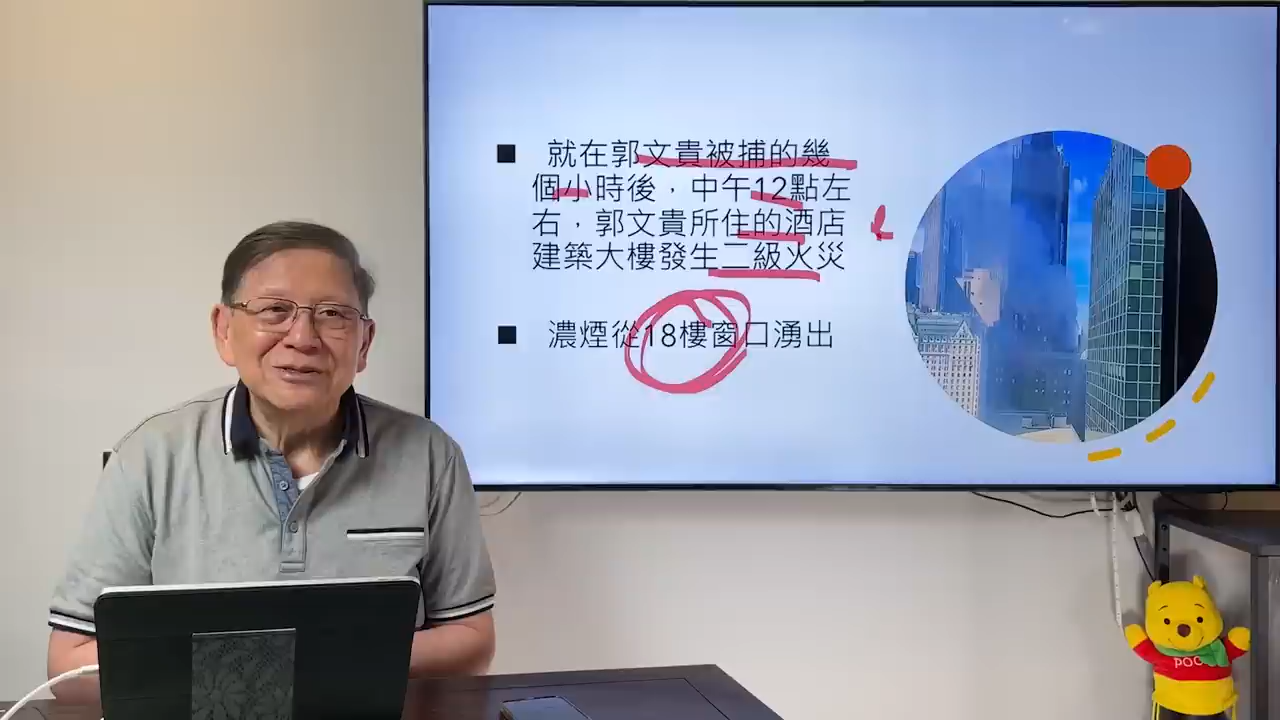 ■ 就在郭文貴被捕的幾
個小時後，中午12點左
右，郭文貴所住的酒店
建築大樓發生二級火災
■ 濃煙從18樓窗口湧出
POO